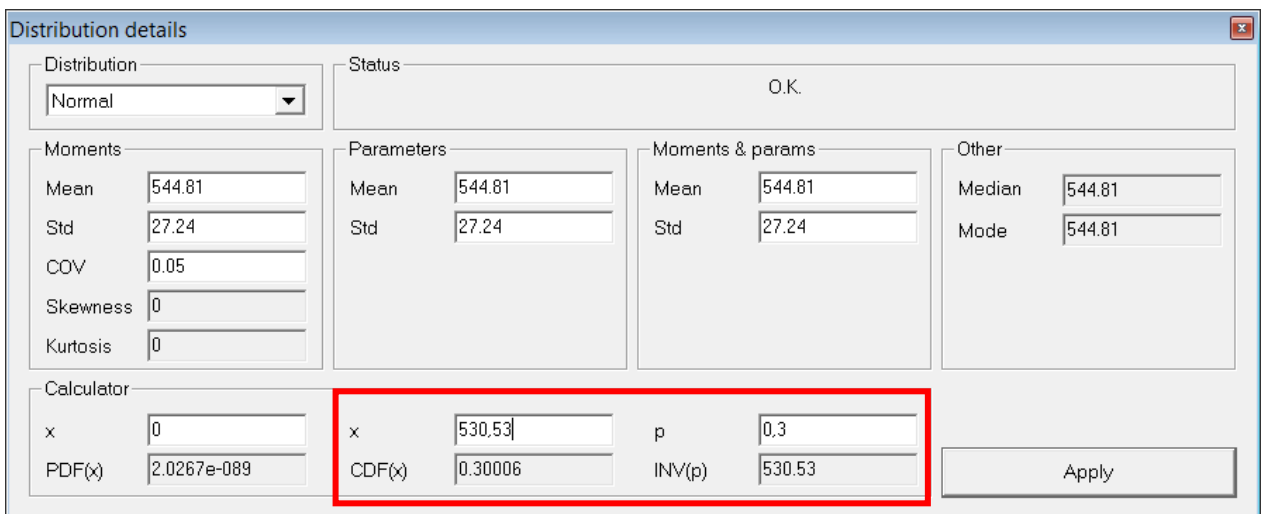 Distribution details
Distribution
Normal
Status
O.K.
Moments
Mean 544.81
Std 27.24
COV 0.05
Skewness 0
Kurtosis 0
Parameters
Mean 544.81
Std 27.24
Moments & params
Mean 544.81
Std 27.24
Other
Median 544.81
Mode 544.81
Calculator
x 0
PDF(x) 2.0267e-089
x 530,53
CDF(x) 0.30006
p 0,3
INV(p) 530.53
Apply